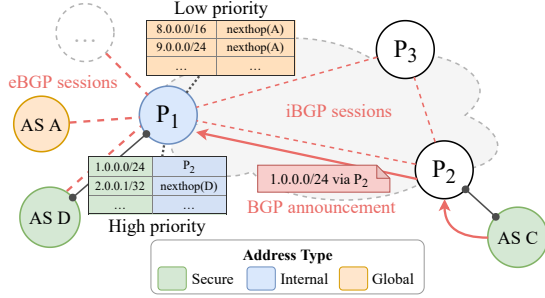 Low priority
...
8.0.0.0/16 nexthop(A)
9.0.0.0/24 nexthop(A)
... ...
P3
eBGP sessions
P1
iBGP sessions
AS A
1.0.0.0/24 P2
2.0.0.1/32 nexthop(D)
... ...
1.0.0.0/24 via P2
P2
AS D
BGP announcement
High priority
AS C
Address Type
Secure Internal Global